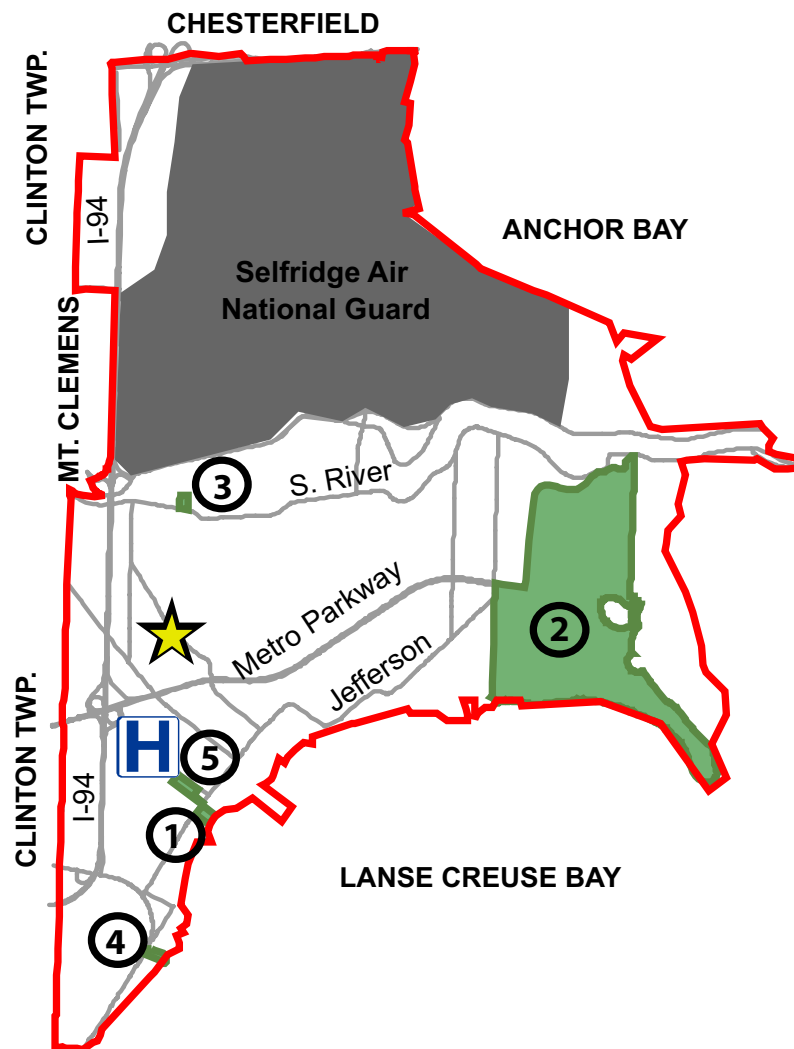 CHESTERFIELD
CLINTON TWP.
I-94
ANCHOR BAY
Selfridge Air
National Guard
MT. CLEMENS
3
S. River
Metro Parkway
2
Jefferson
CLINTON TWP.
H
5
I-94
1
LANSE CREUSE BAY
4